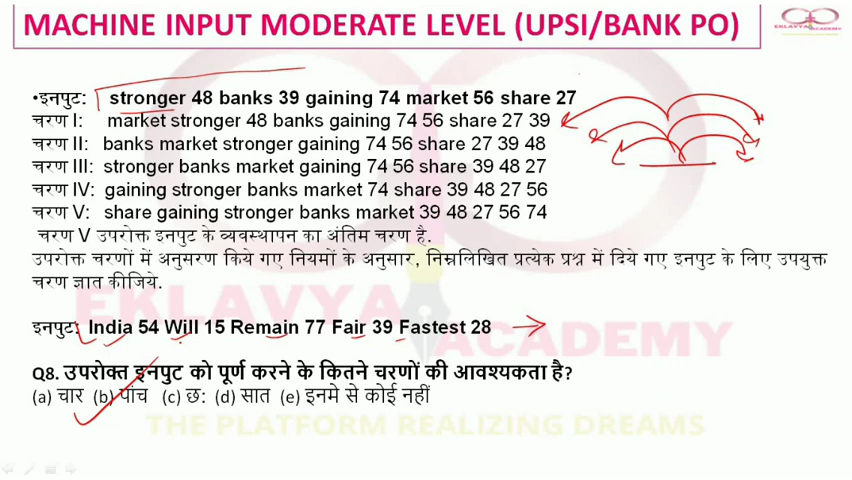 MACHINE INPUT MODERATE LEVEL (UPSI/BANK PO)
EKLAVYA ACADEMY
•इनपुट: stronger 48 banks 39 gaining 74 market 56 share 27
चरण I: market stronger 48 banks gaining 74 56 share 27 39
चरण II: banks market stronger gaining 74 56 share 27 39 48
चरण III: stronger banks market gaining 74 56 share 39 48 27
चरण IV: gaining stronger banks market 74 share 39 48 27 56
चरण V: share gaining stronger banks market 39 48 27 56 74
चरण V उपरोक्त इनपुट के व्यवस्थापन का अंतिम चरण है.
उपरोक्त चरणों में अनुसरण किये गए नियमों के अनुसार, निम्नलिखित प्रत्येक प्रश्न में दिये गए इनपुट के लिए उपयुक्त
चरण ज्ञात कीजिये.
EKLAVYA ACADEMY
इनपुट: India 54 Will 15 Remain 77 Fair 39 Fastest 28
Q8. उपरोक्त इनपुट को पूर्ण करने के कितने चरणों की आवश्यकता है?
(a) चार (b) पांच (c) छ: (d) सात (e) इनमे से कोई नहीं
THE PLATFORM REALIZING DREAMS